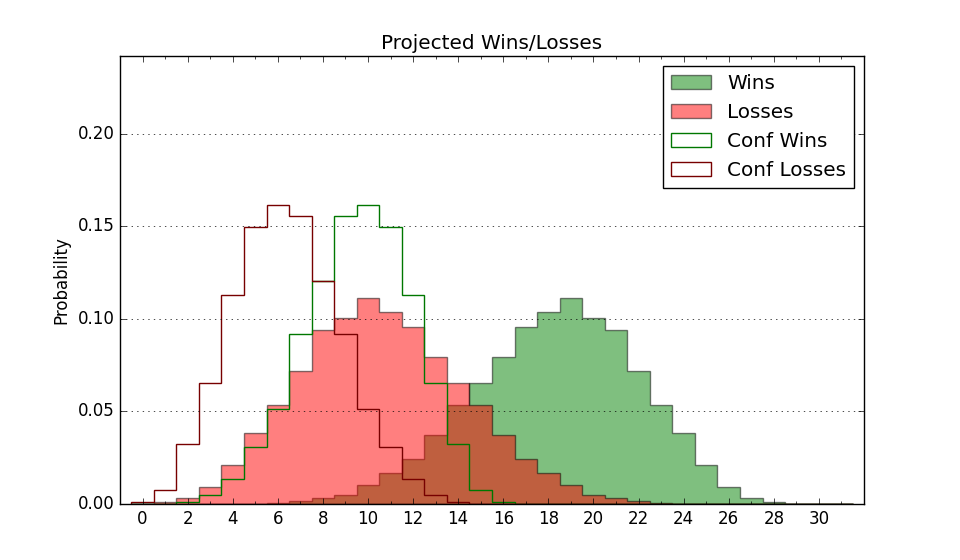 Projected Wins/Losses
Wins
Losses
Conf Wins
Conf Losses
Probability
0.20
0.15
0.10
0.05
0.00
0 2 4 6 8 10 12 14 16 18 20 22 24 26 28 30